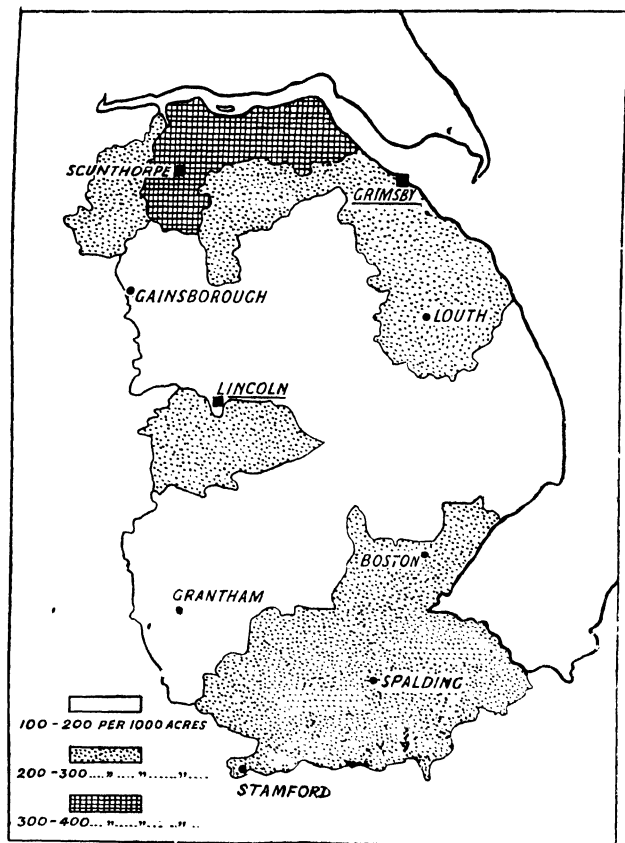 SCUNTHORPE
GRIMSBY
GAINSBOROUGH
LOUTH
LINCOLN
BOSTON
GRANTHAM
SPALDING
100-200 PER 1000 ACRES
200-300.... " ...... " ...... " ......
STAMFORD
300-400.... " ...... " ...... " ..